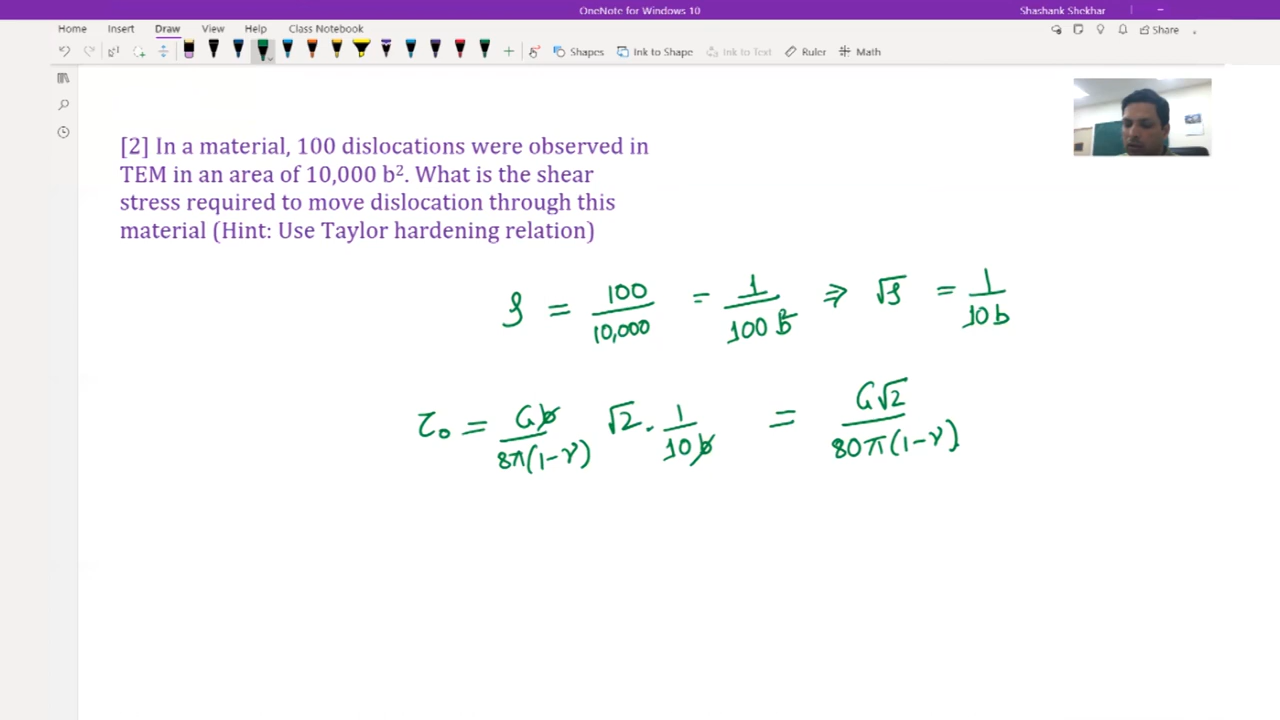 OneNote for Windows 10
Shashank Shekhar
Home Insert Draw View Help Class Notebook
Share
Shapes Ink to Shape Ink to Text Ruler Math
[2] In a material, 100 dislocations were observed in
TEM in an area of 10,000 b². What is the shear
stress required to move dislocation through this
material (Hint: Use Taylor hardening relation)
ρ = 100/10,000 = 1/100 b² ⇒ √ρ = 1/10b
τ₀ = Gb/8π(1-ν) √2 · 1/10b = G√2/80π(1-ν)